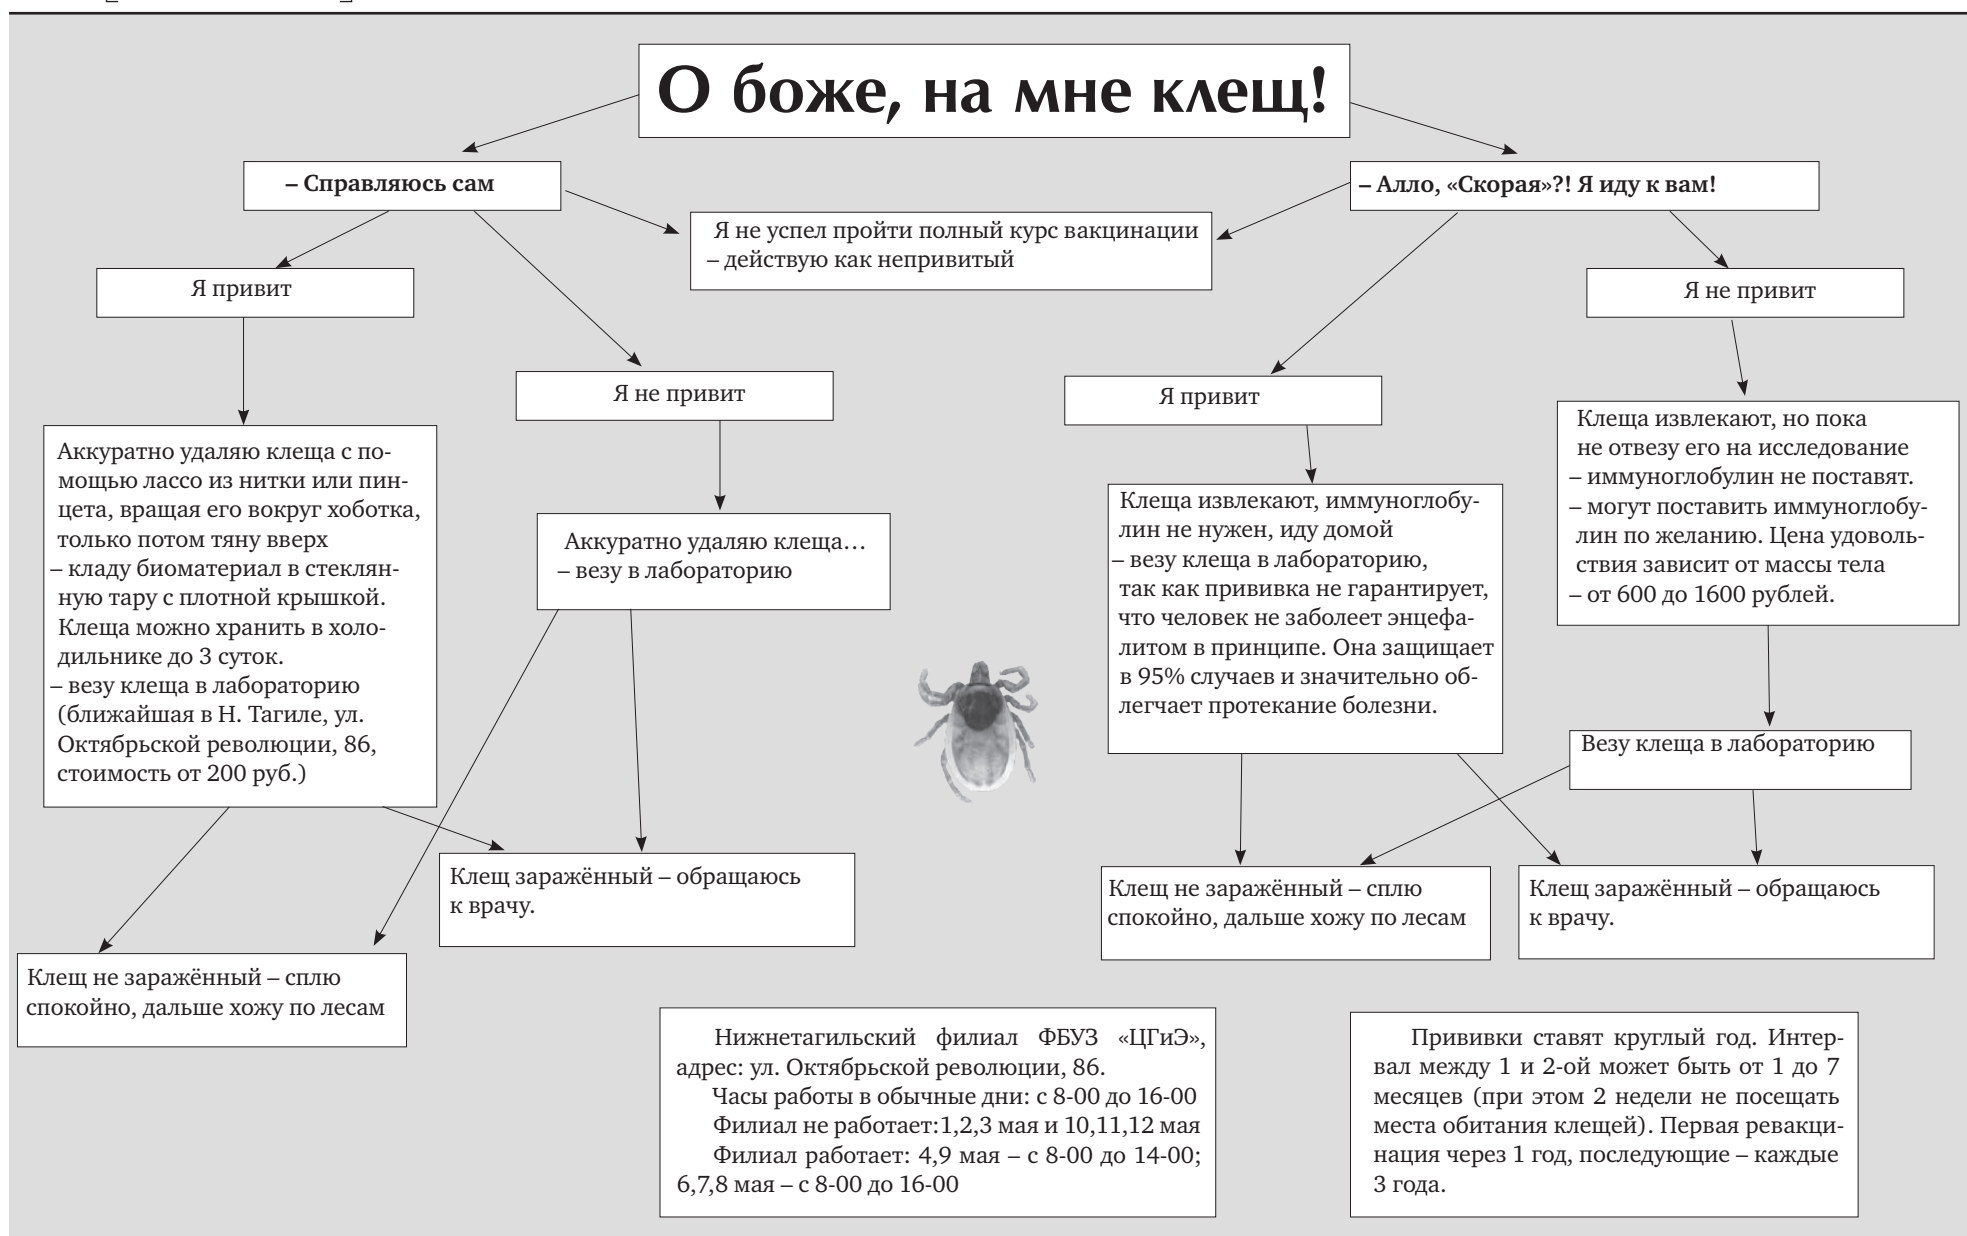 О боже, на мне клещ!
– Справляюсь сам
– Алло, «Скорая»?! Я иду к вам!
Я не успел пройти полный курс вакцинации
– действую как непривитый
Я привит
Я не привит
Я не привит
Я привит
Аккуратно удаляю клеща с по-
мощью лассо из нитки или пин-
цета, вращая его вокруг хоботка,
только потом тяну вверх
– кладу биоматериал в стеклян-
ную тару с плотной крышкой.
Клеща можно хранить в холо-
дильнике до 3 суток.
– везу клеща в лабораторию
(ближайшая в Н. Тагиле, ул.
Октябрьской революции, 86,
стоимость от 200 руб.)
Аккуратно удаляю клеща…
– везу в лабораторию
Клеща извлекают, иммуноглобу-
лин не нужен, иду домой
– везу клеща в лабораторию,
так как прививка не гарантирует,
что человек не заболеет энцефа-
литом в принципе. Она защищает
в 95% случаев и значительно об-
легчает протекание болезни.
Клеща извлекают, но пока
не отвезу его на исследование
– иммуноглобулин не поставят.
– могут поставить иммуноглобу-
лин по желанию. Цена удоволь-
ствия зависит от массы тела
– от 600 до 1600 рублей.
Везу клеща в лабораторию
Клещ заражённый – обращаюсь
к врачу.
Клещ не заражённый – сплю
спокойно, дальше хожу по лесам
Клещ не заражённый – сплю
спокойно, дальше хожу по лесам
Клещ заражённый – обращаюсь
к врачу.
Нижнетагильский филиал ФБУЗ «ЦГиЭ»,
адрес: ул. Октябрьской революции, 86.
Часы работы в обычные дни: с 8-00 до 16-00
Филиал не работает:1,2,3 мая и 10,11,12 мая
Филиал работает: 4,9 мая – с 8-00 до 14-00;
6,7,8 мая – с 8-00 до 16-00
Прививки ставят круглый год. Интер-
вал между 1 и 2-ой может быть от 1 до 7
месяцев (при этом 2 недели не посещать
места обитания клещей). Первая ревакци-
нация через 1 год, последующие – каждые
3 года.